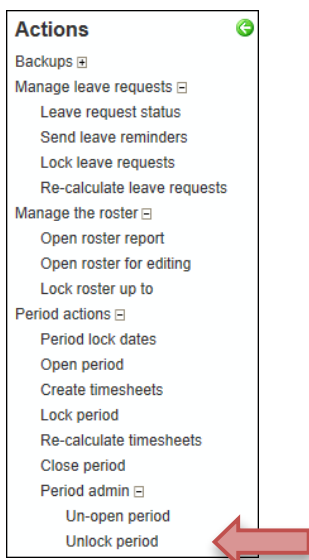 Actions
Backups
Manage leave requests
Leave request status
Send leave reminders
Lock leave requests
Re-calculate leave requests
Manage the roster
Open roster report
Open roster for editing
Lock roster up to
Period actions
Period lock dates
Open period
Create timesheets
Lock period
Re-calculate timesheets
Close period
Period admin
Un-open period
Unlock period